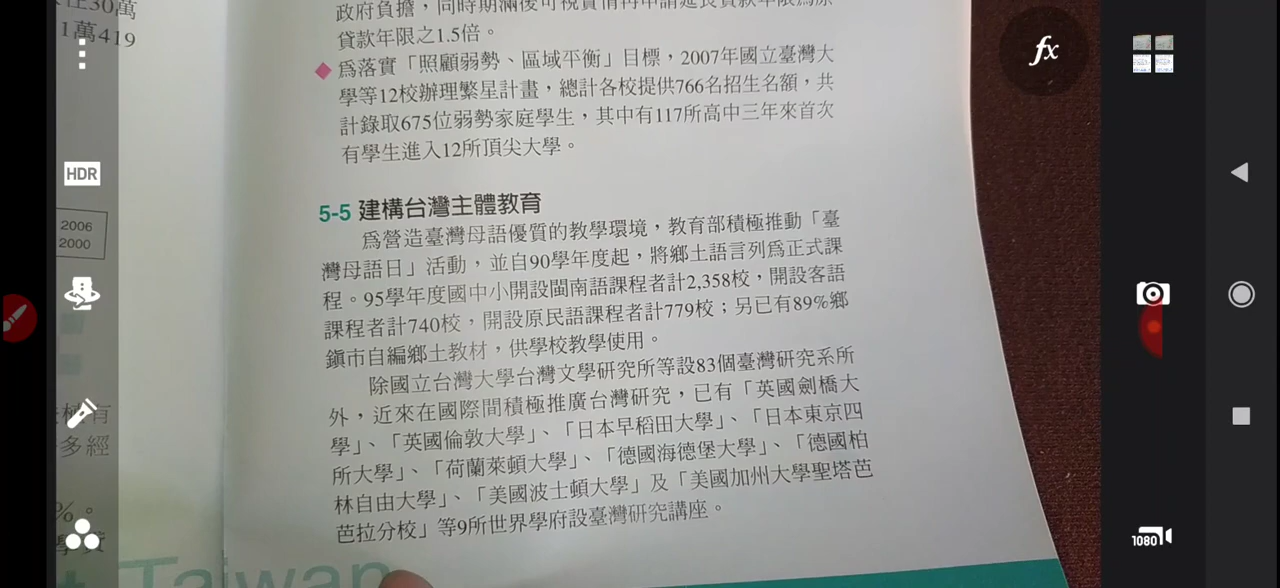 在30萬
1萬419
HDR
2006
2000
多經
%。
政府負擔，同時期滿後可視實情再申請延長貸款年限為原
貸款年限之1.5倍。
◆ 為落實「照顧弱勢、區域平衡」目標，2007年國立臺灣大
學等12校辦理繁星計畫，總計各校提供766名招生名額，共
計錄取675位弱勢家庭學生，其中有117所高中三年來首次
有學生進入12所頂尖大學。
5-5 建構台灣主體教育
為營造臺灣母語優質的教學環境，教育部積極推動「臺
灣母語日」活動，並自90學年度起，將鄉土語言列為正式課
程。95學年度國中小開設閩南語課程者計2,358校，開設客語
課程者計740校，開設原民語課程者計779校；另已有89%鄉
鎮市自編鄉土教材，供學校教學使用。
除國立台灣大學台灣文學研究所等設83個臺灣研究系所
外，近來在國際間積極推廣台灣研究，已有「英國劍橋大
學」、「英國倫敦大學」、「日本早稻田大學」、「日本東京四
所大學」、「荷蘭萊頓大學」、「德國海德堡大學」、「德國柏
林自由大學」、「美國波士頓大學」及「美國加州大學聖塔芭
芭拉分校」等9所世界學府設臺灣研究講座。
Taiwan
fx
1080